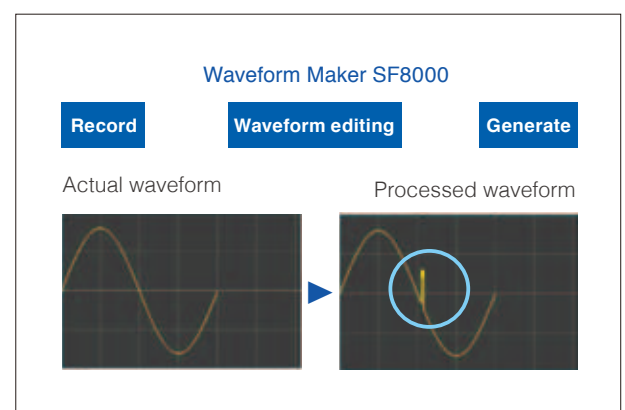 Waveform Maker SF8000
Record
Waveform editing
Generate
Actual waveform
Processed waveform